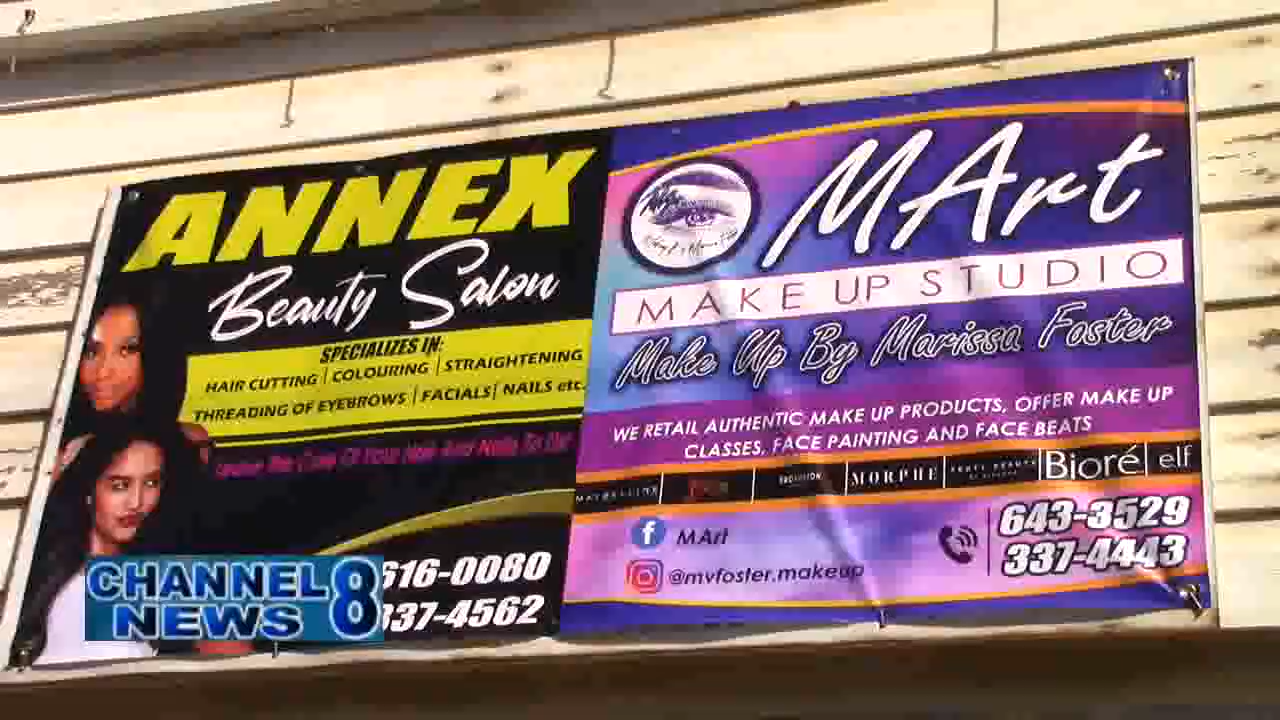 ANNEX
Beauty Salon
SPECIALIZES IN:
HAIR CUTTING | COLOURING | STRAIGHTENING
THREADING OF EYEBROWS | FACIALS | NAILS etc.
616-0080
337-4562
MArt
MAKE UP STUDIO
Make Up By Marissa Foster
WE RETAIL AUTHENTIC MAKE UP PRODUCTS, OFFER MAKE UP
CLASSES, FACE PAINTING AND FACE BEATS
MAYBELLINE MORPHE Bioré elf
MArt
@mvfoster.makeup
643-3529
337-4443
CHANNEL 8
NEWS